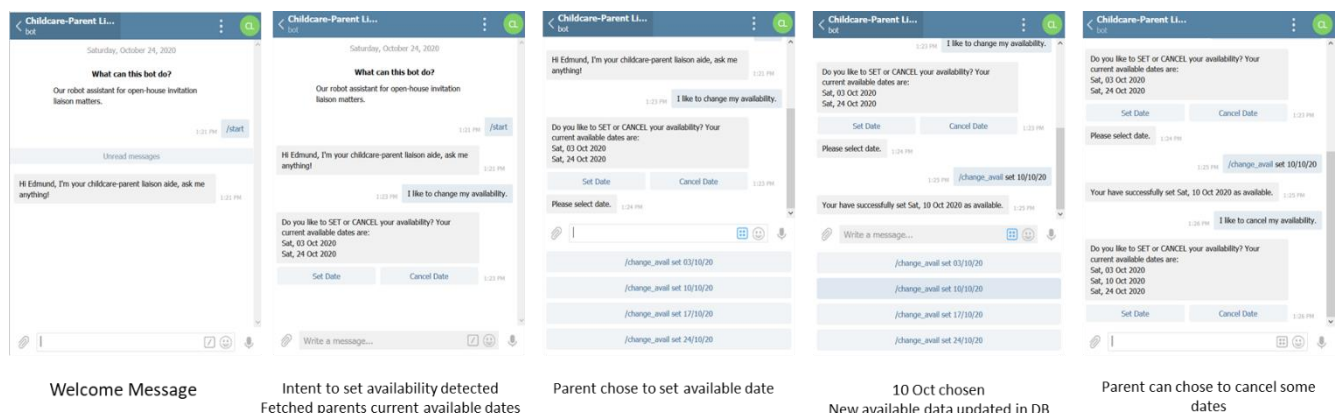 Childcare-Parent Li...
bot
CL
Saturday, October 24, 2020
What can this bot do?
Our robot assistant for open-house invitation
liaison matters.
1:21 PM
/start
Unread messages
Hi Edmund, I'm your childcare-parent liaison aide, ask me
anything!
1:21 PM
Welcome Message
Childcare-Parent Li...
bot
CL
Saturday, October 24, 2020
What can this bot do?
Our robot assistant for open-house invitation
liaison matters.
1:21 PM
/start
Hi Edmund, I'm your childcare-parent liaison aide, ask me
anything!
1:21 PM
1:23 PM
I like to change my availability.
Do you like to SET or CANCEL your availability? Your
current available dates are:
Sat, 03 Oct 2020
Sat, 24 Oct 2020
Set Date
Cancel Date
1:23 PM
Write a message...
Intent to set availability detected
Fetched parents current available dates
Childcare-Parent Li...
bot
CL
Hi Edmund, I'm your childcare-parent liaison aide, ask me
anything!
1:21 PM
1:23 PM
I like to change my availability.
Do you like to SET or CANCEL your availability? Your
current available dates are:
Sat, 03 Oct 2020
Sat, 24 Oct 2020
Set Date
Cancel Date
1:23 PM
Please select date.
1:24 PM
/change_avail set 03/10/20
/change_avail set 10/10/20
/change_avail set 17/10/20
/change_avail set 24/10/20
Parent chose to set available date
Childcare-Parent Li...
bot
CL
1:23 PM
I like to change my availability.
Do you like to SET or CANCEL your availability? Your
current available dates are:
Sat, 03 Oct 2020
Sat, 24 Oct 2020
Set Date
Cancel Date
1:23 PM
Please select date.
1:24 PM
1:25 PM
/change_avail set 10/10/20
Your have successfully set Sat, 10 Oct 2020 as available.
1:25 PM
Write a message...
/change_avail set 03/10/20
/change_avail set 10/10/20
/change_avail set 17/10/20
/change_avail set 24/10/20
10 Oct chosen
New available data updated in DB
Childcare-Parent Li...
bot
CL
Do you like to SET or CANCEL your availability? Your
current available dates are:
Sat, 03 Oct 2020
Sat, 24 Oct 2020
Set Date
Cancel Date
1:23 PM
Please select date.
1:24 PM
1:25 PM
/change_avail set 10/10/20
Your have successfully set Sat, 10 Oct 2020 as available.
1:25 PM
1:26 PM
I like to cancel my availability.
Do you like to SET or CANCEL your availability? Your
current available dates are:
Sat, 03 Oct 2020
Sat, 10 Oct 2020
Sat, 24 Oct 2020
Set Date
Cancel Date
1:26 PM
Parent can chose to cancel some
dates